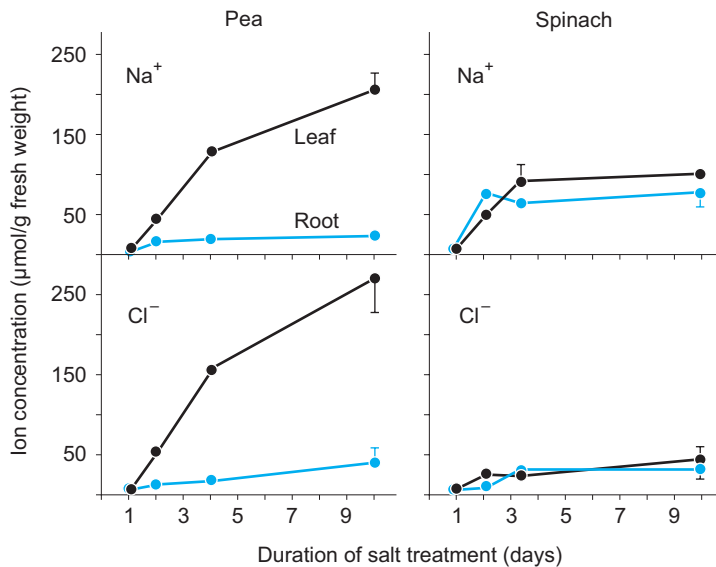 Pea
Spinach
Ion concentration (μmol/g fresh weight)
250
150
50
Na+
Leaf
Root
Na+
250
150
50
Cl−
Cl−
1 3 5 7 9
1 3 5 7 9
Duration of salt treatment (days)